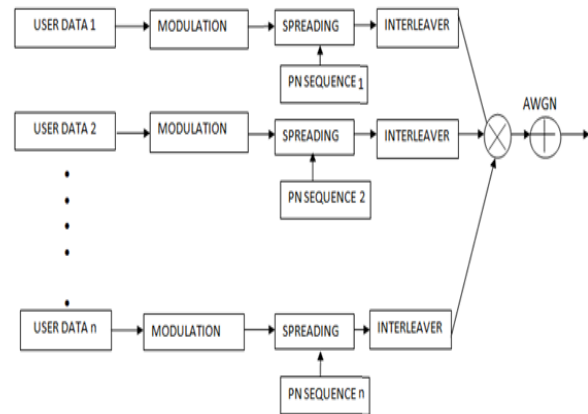 USER DATA 1
MODULATION
SPREADING
INTERLEAVER
PN SEQUENCE 1
AWGN
USER DATA 2
MODULATION
SPREADING
INTERLEAVER
PN SEQUENCE 2
USER DATA n
MODULATION
SPREADING
INTERLEAVER
PN SEQUENCE n